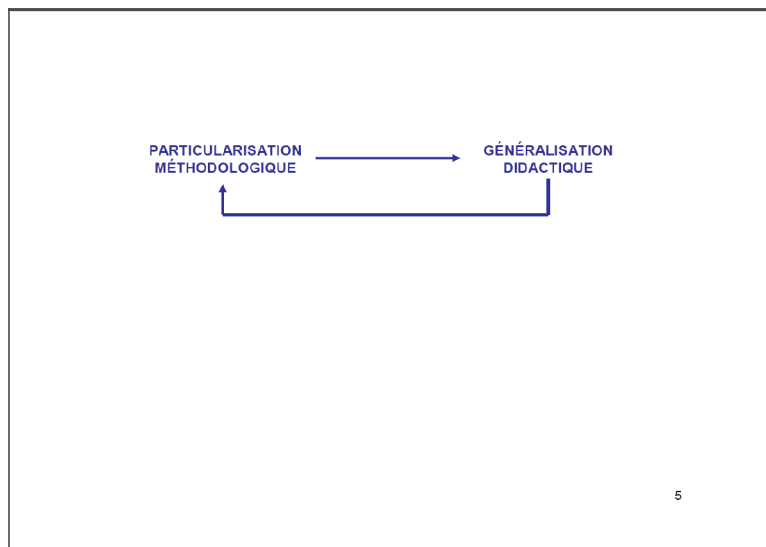 PARTICULARISATION
MÉTHODOLOGIQUE
GÉNÉRALISATION
DIDACTIQUE
5